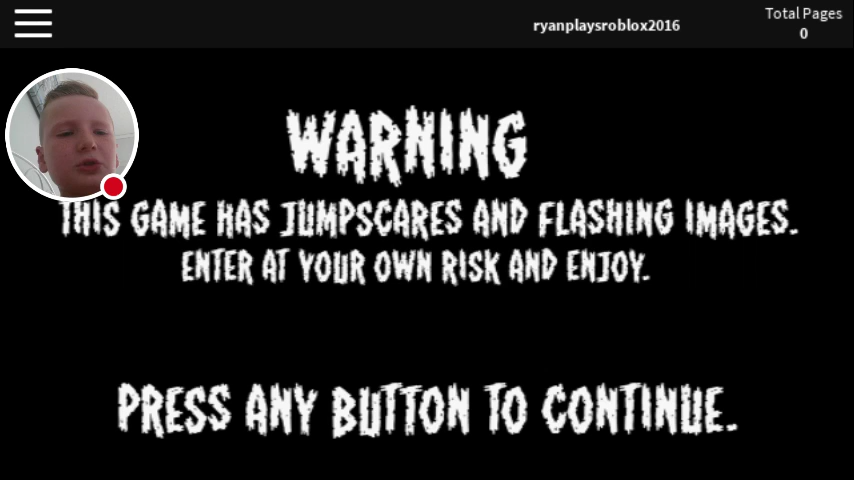 ryanplaysroblox2016
Total Pages
0
WARNING
THIS GAME HAS JUMPSCARES AND FLASHING IMAGES.
ENTER AT YOUR OWN RISK AND ENJOY.
PRESS ANY BUTTON TO CONTINUE.